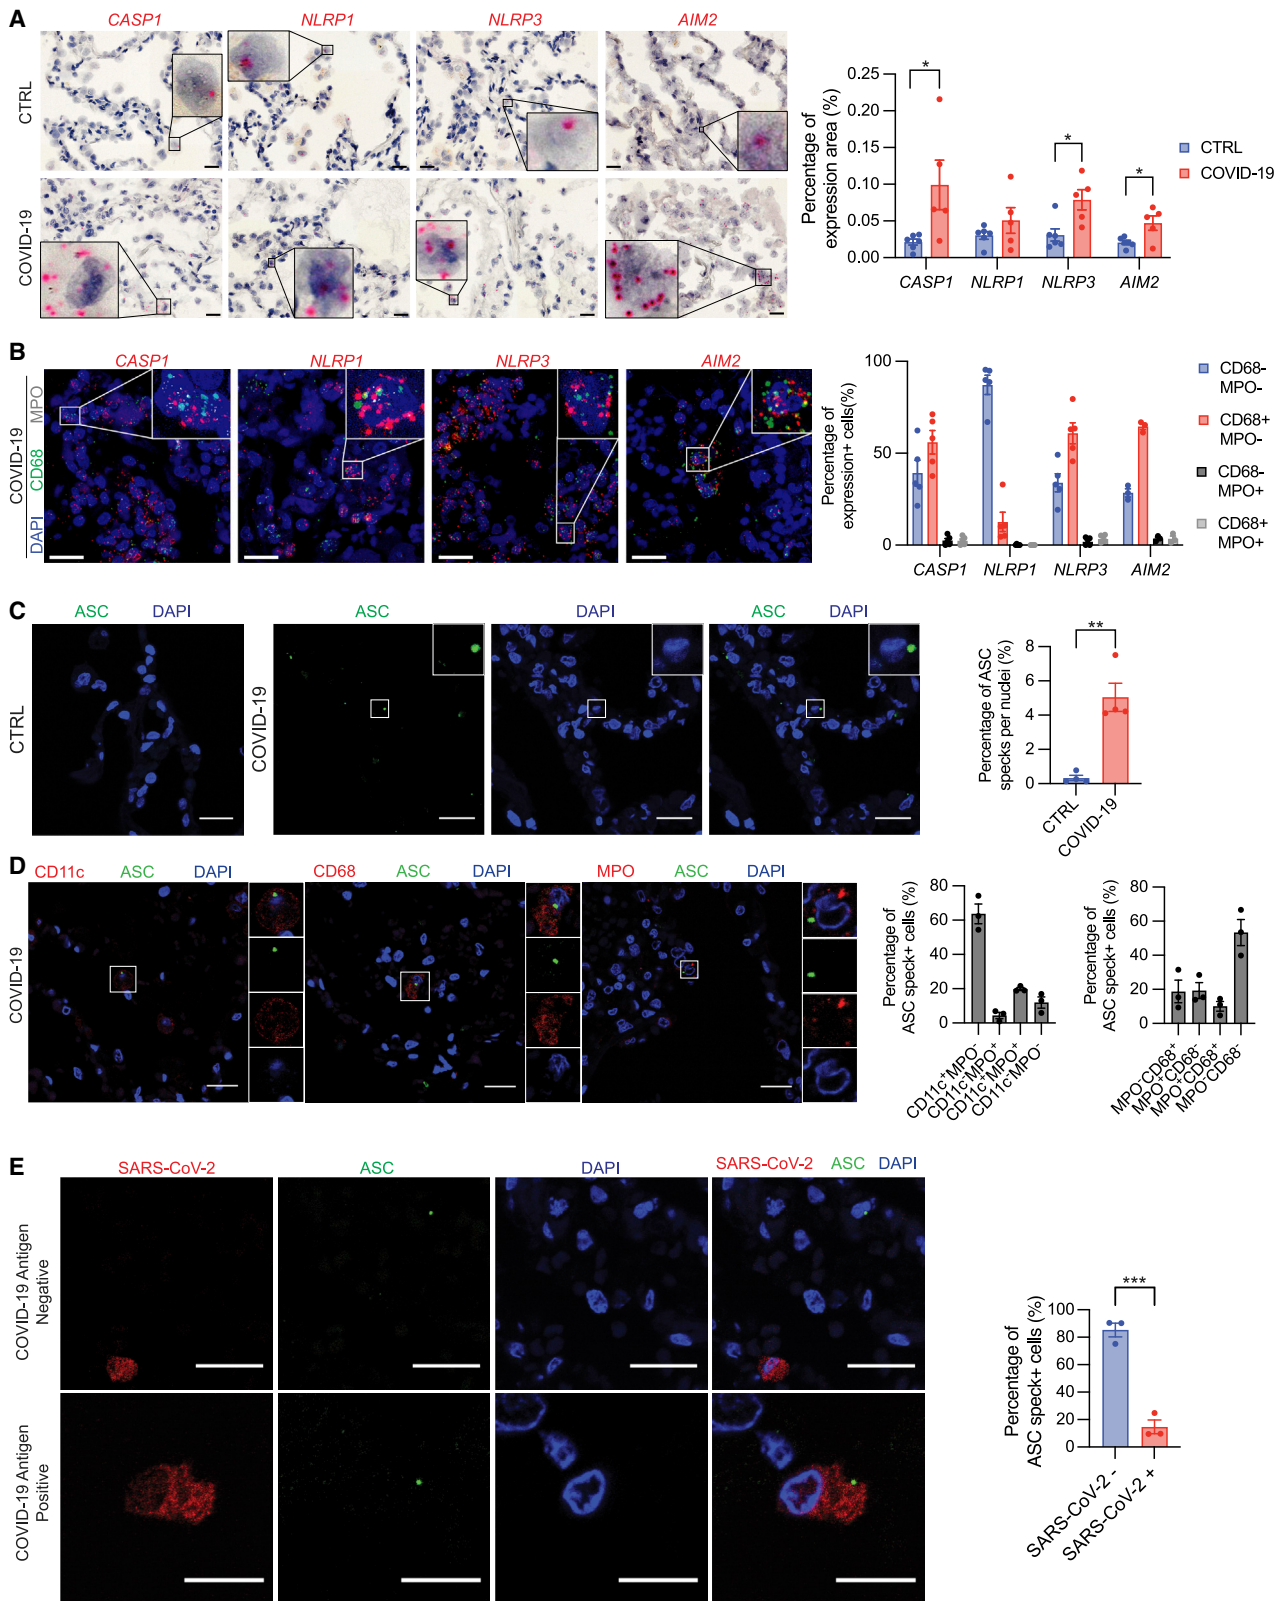 A
CASP1 NLRP1 NLRP3 AIM2
CTRL
COVID-19
Percentage of
expression area (%)
0.25
0.20
0.15
0.10
0.05
0.00
*
*
*
CASP1 NLRP1 NLRP3 AIM2
CTRL
COVID-19
B
CASP1 NLRP1 NLRP3 AIM2
COVID-19
DAPI CD68 MPO
Percentage of
expression+ cells(%)
100
50
0
CASP1 NLRP1 NLRP3 AIM2
CD68-
MPO-
CD68+
MPO-
CD68-
MPO+
CD68+
MPO+
C
ASC DAPI
ASC
DAPI
ASC DAPI
CTRL
COVID-19
Percentage of ASC
specks per nuclei (%)
8
6
4
2
0
**
CTRL
COVID-19
D
CD11c ASC DAPI
CD68 ASC DAPI
MPO ASC DAPI
COVID-19
Percentage of
ASC speck+ cells (%)
80
60
40
20
0
CD11c⁺MPO⁻
CD11c⁻MPO⁺
CD11c⁺MPO⁺
CD11c⁻MPO⁻
Percentage of
ASC speck+ cells (%)
80
60
40
20
0
MPO⁻CD68⁺
MPO⁺CD68⁻
MPO⁺CD68⁺
MPO⁻CD68⁻
E
SARS-CoV-2
ASC
DAPI
SARS-CoV-2 ASC DAPI
COVID-19 Antigen
Negative
COVID-19 Antigen
Positive
Percentage of
ASC speck+ cells (%)
100
80
60
40
20
0
***
SARS-CoV-2 -
SARS-CoV-2 +